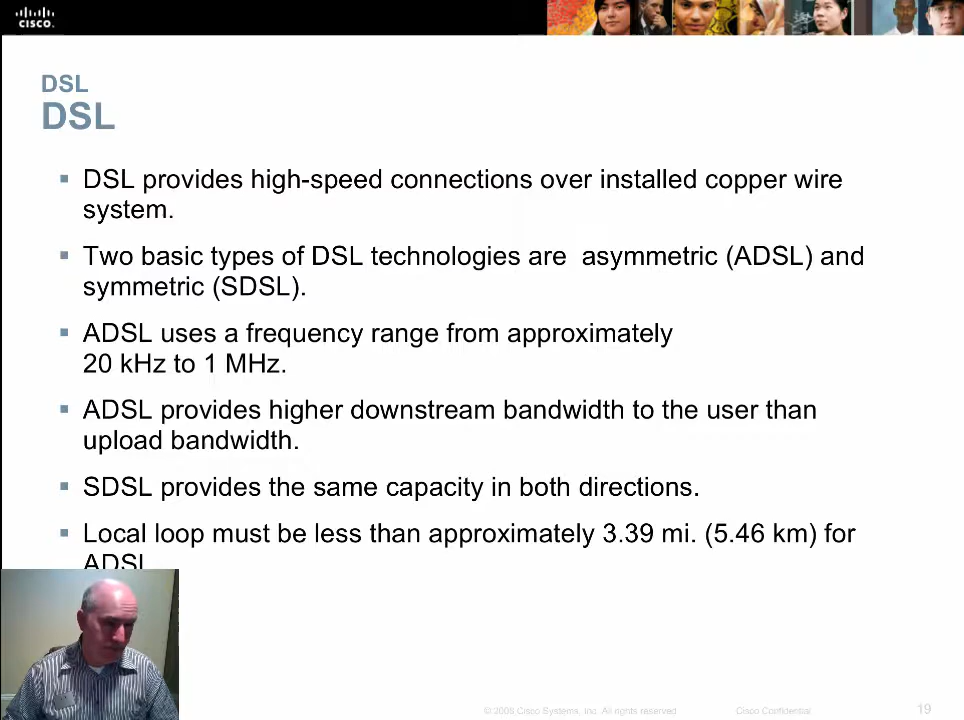 CISCO
DSL
DSL
DSL provides high-speed connections over installed copper wire
system.
Two basic types of DSL technologies are asymmetric (ADSL) and
symmetric (SDSL).
ADSL uses a frequency range from approximately
20 kHz to 1 MHz.
ADSL provides higher downstream bandwidth to the user than
upload bandwidth.
SDSL provides the same capacity in both directions.
Local loop must be less than approximately 3.39 mi. (5.46 km) for
ADSL
© 2006 Cisco Systems, Inc. All rights reserved. Cisco Confidential 19